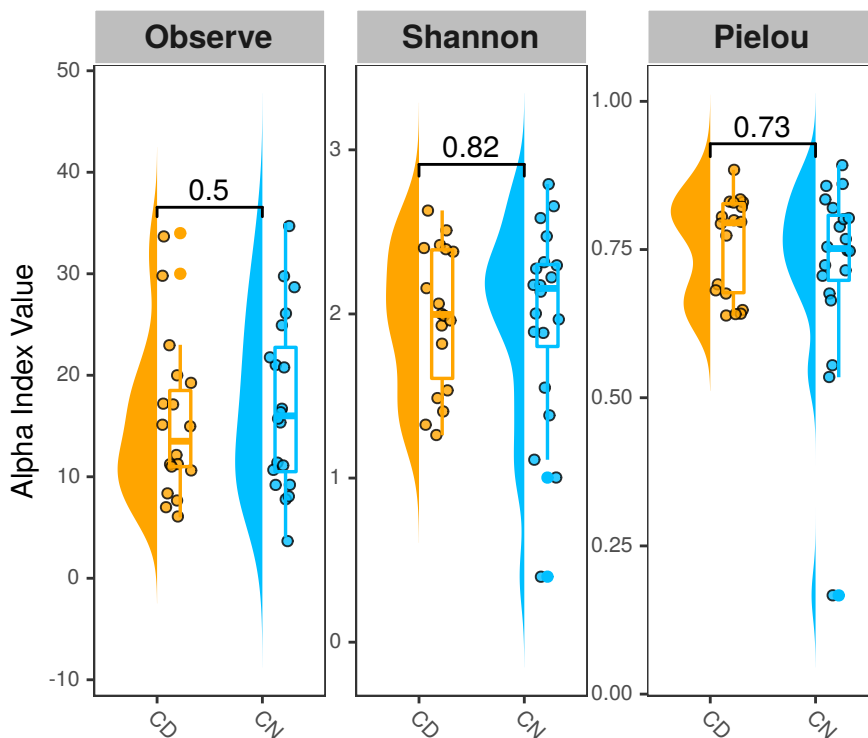 Observe
Shannon
Pielou
Alpha Index Value
50
40
30
20
10
0
-10
0.5
CD
CN
3
2
1
0
0.82
CD
CN
1.00
0.75
0.50
0.25
0.00
0.73
CD
CN